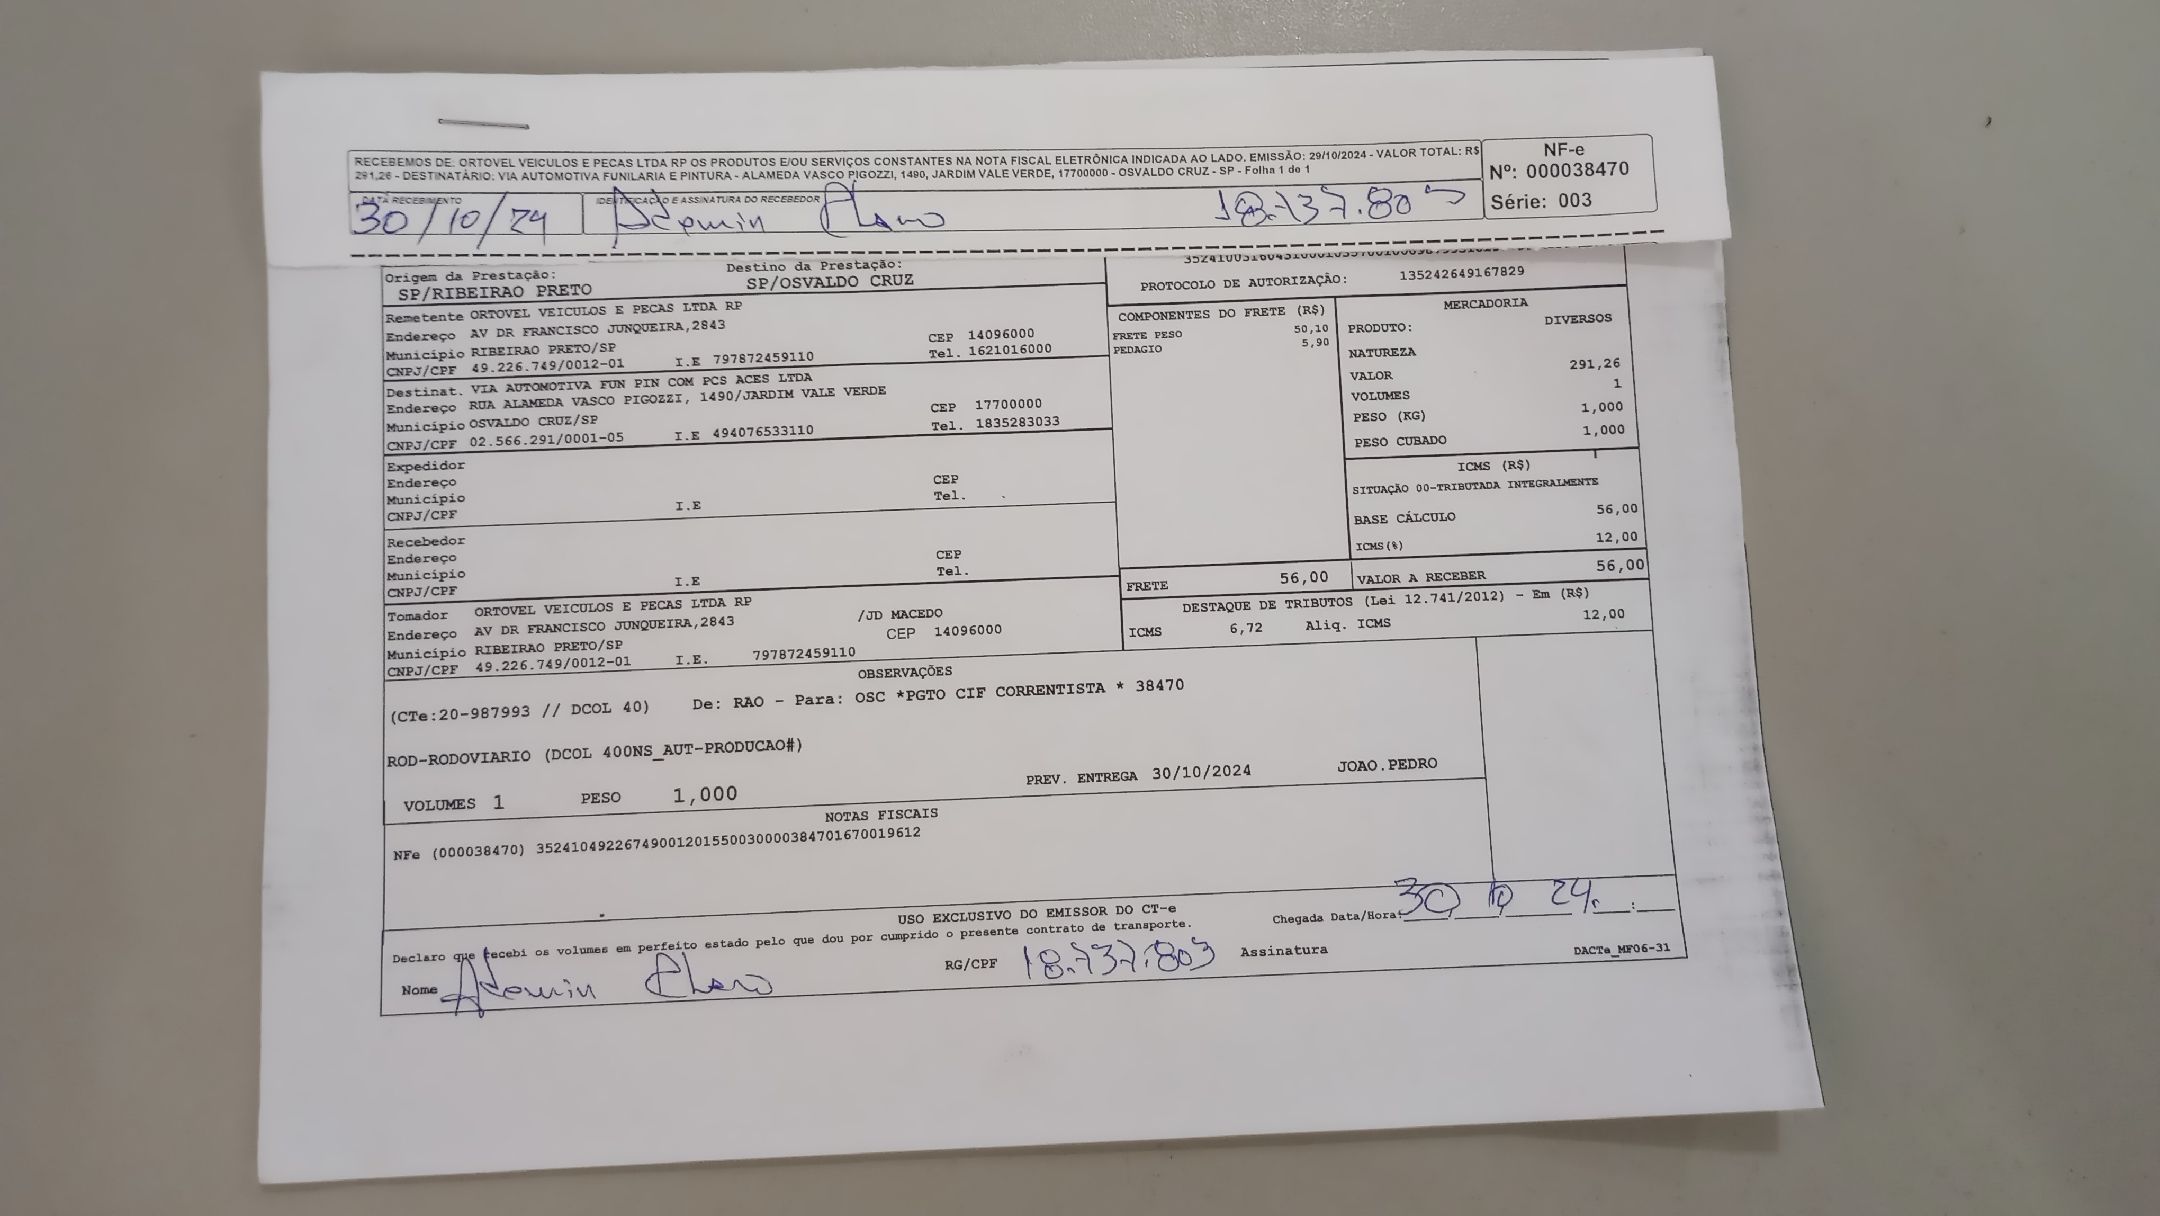 RECEBEMOS DE: ORTOVEL VEICULOS E PECAS LTDA RP OS PRODUTOS E/OU SERVIÇOS CONSTANTES NA NOTA FISCAL ELETRÔNICA INDICADA AO LADO. EMISSÃO: 29/10/2024 - VALOR TOTAL: R$
291,26 - DESTINATÁRIO: VIA AUTOMOTIVA FUNILARIA E PINTURA - ALAMEDA VASCO PIGOZZI, 1490, JARDIM VALE VERDE, 17700000 - OSVALDO CRUZ - SP - Folha 1 de 1
NF-e
Nº: 000038470
Série: 003
DATA RECEBIMENTO
30/10/24
IDENTIFICAÇÃO E ASSINATURA DO RECEBEDOR
18.737.803
Origem da Prestação:
SP/RIBEIRAO PRETO
Destino da Prestação:
SP/OSVALDO CRUZ
PROTOCOLO DE AUTORIZAÇÃO: 135242649167829
Remetente ORTOVEL VEICULOS E PECAS LTDA RP
Endereço AV DR FRANCISCO JUNQUEIRA,2843
Município RIBEIRAO PRETO/SP CEP 14096000
CNPJ/CPF 49.226.749/0012-01 I.E 797872459110 Tel. 1621016000
Destinat. VIA AUTOMOTIVA FUN PIN COM PCS ACES LTDA
Endereço RUA ALAMEDA VASCO PIGOZZI, 1490/JARDIM VALE VERDE
Município OSVALDO CRUZ/SP CEP 17700000
CNPJ/CPF 02.566.291/0001-05 I.E 494076533110 Tel. 1835283033
Expedidor
Endereço CEP
Município Tel.
CNPJ/CPF I.E
Recebedor
Endereço CEP
Município Tel.
CNPJ/CPF I.E
Tomador ORTOVEL VEICULOS E PECAS LTDA RP
Endereço AV DR FRANCISCO JUNQUEIRA,2843 /JD MACEDO
Município RIBEIRAO PRETO/SP CEP 14096000
CNPJ/CPF 49.226.749/0012-01 I.E. 797872459110
COMPONENTES DO FRETE (R$)
FRETE PESO 50,10
PEDAGIO 5,90
MERCADORIA
PRODUTO: DIVERSOS
NATUREZA
VALOR 291,26
VOLUMES 1
PESO (KG) 1,000
PESO CUBADO 1,000
ICMS (R$)
SITUAÇÃO 00-TRIBUTADA INTEGRALMENTE
BASE CÁLCULO 56,00
ICMS(%) 12,00
FRETE 56,00 VALOR A RECEBER 56,00
DESTAQUE DE TRIBUTOS (Lei 12.741/2012) - Em (R$)
ICMS 6,72 Aliq. ICMS 12,00
OBSERVAÇÕES
(CTe:20-987993 // DCOL 40) De: RAO - Para: OSC *PGTO CIF CORRENTISTA * 38470
ROD-RODOVIARIO (DCOL 400NS_AUT-PRODUCAO#)
VOLUMES 1 PESO 1,000 PREV. ENTREGA 30/10/2024 JOAO.PEDRO
NOTAS FISCAIS
NFe (000038470) 35241049226749001201550030000384701670019612
USO EXCLUSIVO DO EMISSOR DO CT-e
Declaro que recebi os volumes em perfeito estado pelo que dou por cumprido o presente contrato de transporte.
Chegada Data/Hora: 30 10 24
Nome RG/CPF 18.737.803 Assinatura
DACTe_MF06-31